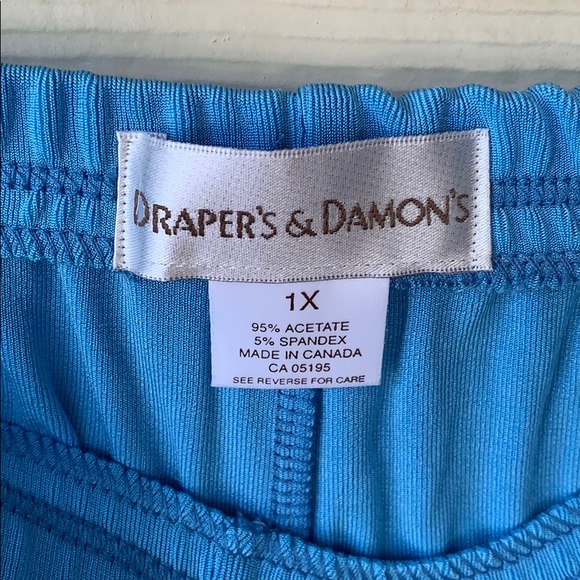 DRAPER'S & DAMON'S
1X
95% ACETATE
5% SPANDEX
MADE IN CANADA
CA 05195
SEE REVERSE FOR CARE